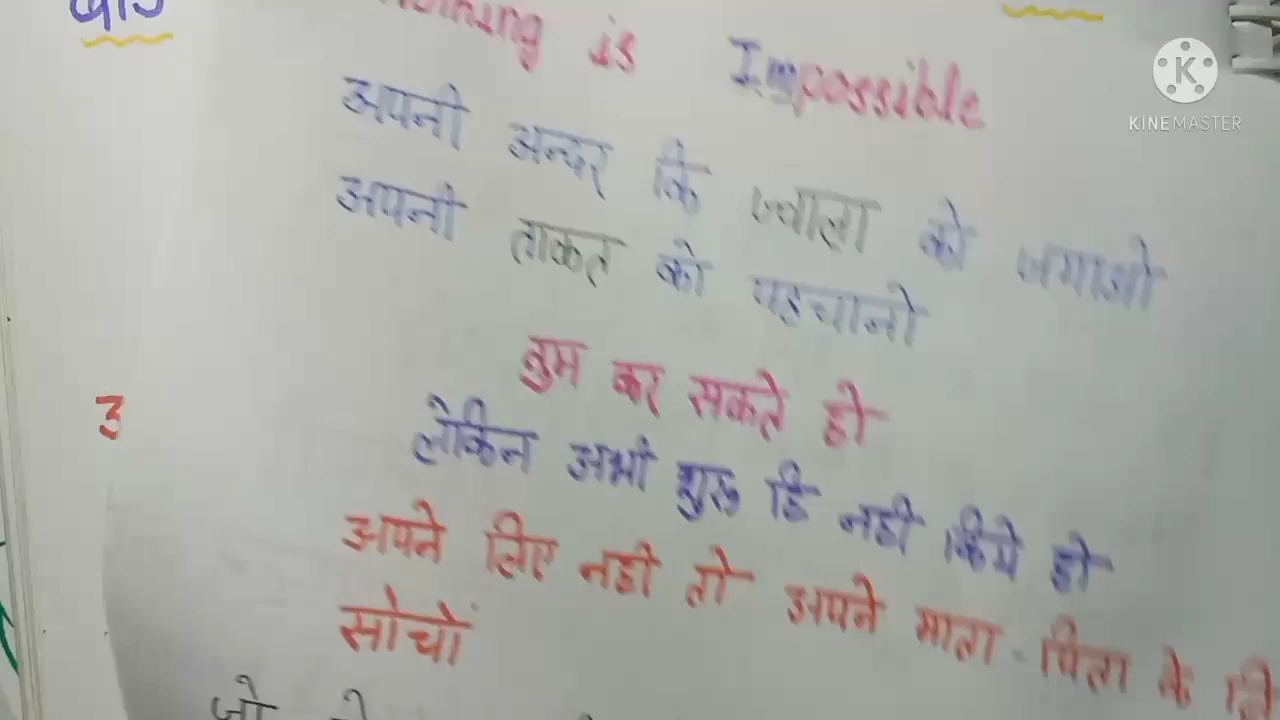 is Impossible
अपनी अन्दर कि ज्वाला को जगाओ
अपनी ताकत को पहचानो
तुम कर सकते हो
लेकिन अभी शुरू हि नही किये हो
3
अपने लिए नही तो अपने माता-पिता के
सोचों
जो
KINEMASTER